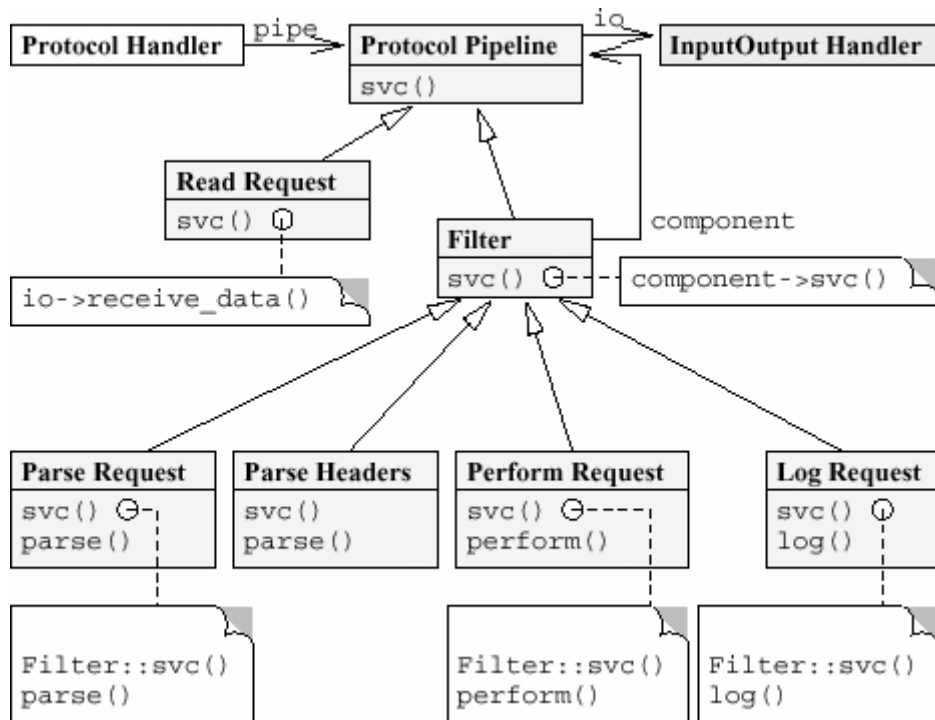 Protocol Handler
pipe
Protocol Pipeline
io
InputOutput Handler
svc()
Read Request
svc()
Filter
component
svc()
component->svc()
io->receive_data()
Parse Request
Parse Headers
Perform Request
Log Request
svc()
parse()
svc()
parse()
svc()
perform()
svc()
log()
Filter::svc()
parse()
Filter::svc()
perform()
Filter::svc()
log()